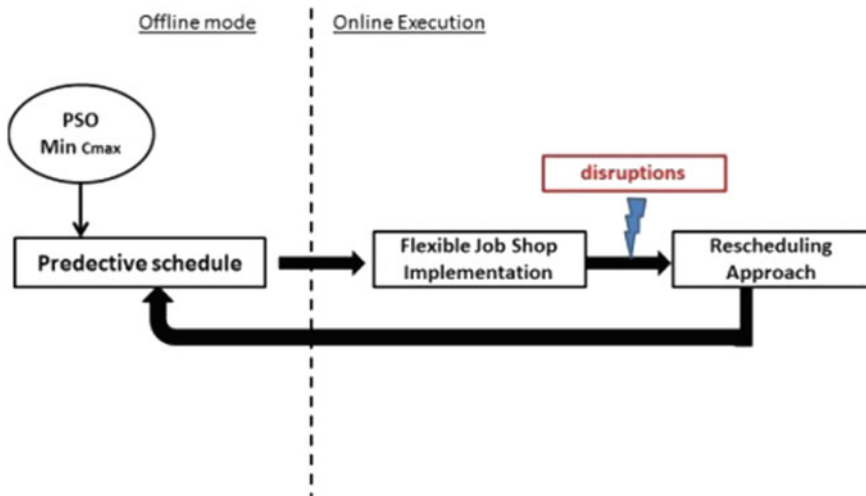 Offline mode
Online Execution
PSO
Min Cmax
disruptions
Predective schedule
Flexible Job Shop
Implementation
Rescheduling
Approach